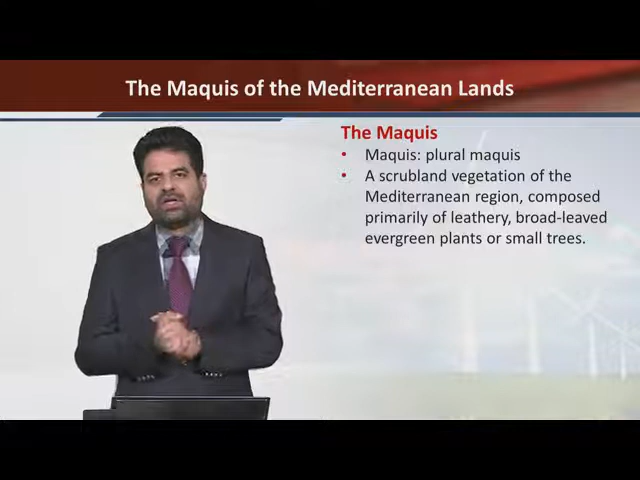 The Maquis of the Mediterranean Lands
The Maquis
• Maquis: plural maquis
• A scrubland vegetation of the
Mediterranean region, composed
primarily of leathery, broad-leaved
evergreen plants or small trees.